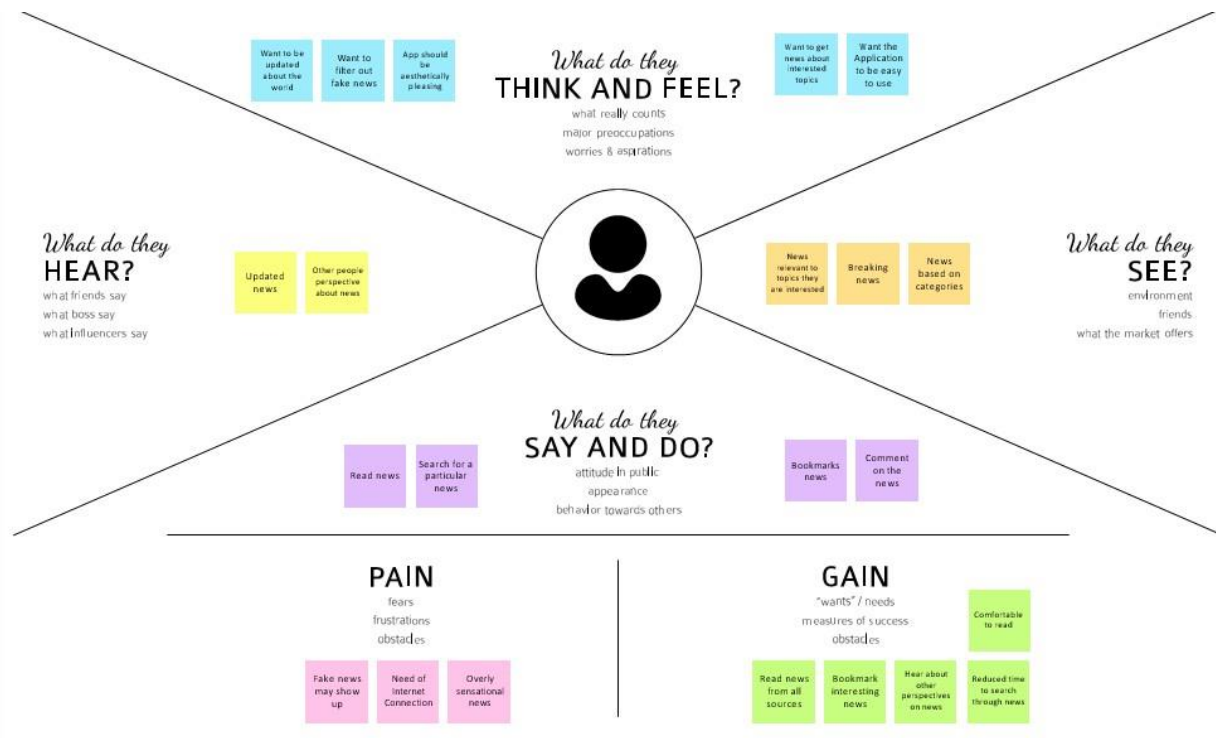 Want to be
updated
about the
world
Want to
filter out
fake news
App should
be
aesthetically
pleasing
What do they
THINK AND FEEL?
what really counts
major preoccupations
worries & aspirations
Want to get
news about
interested
topics
Want the
Application
to be easy
to use
What do they
HEAR?
what friends say
what boss say
what influencers say
Updated
news
Other people
perspective
about news
News
relevant to
topics they
are interested
Breaking
news
News
based on
categories
What do they
SEE?
environment
friends
what the market offers
Read news
Search for a
particular
news
What do they
SAY AND DO?
attitude in public
appearance
behavior towards others
Bookmarks
news
Comment
on the
news
PAIN
fears
frustrations
obstacles
Fake news
may show
up
Need of
Internet
Connection
Overly
sensational
news
GAIN
"wants" / needs
measures of success
obstacles
Comfortable
to read
Read news
from all
sources
Bookmark
interesting
news
Hear about
other
perspectives
on news
Reduced time
to search
through news